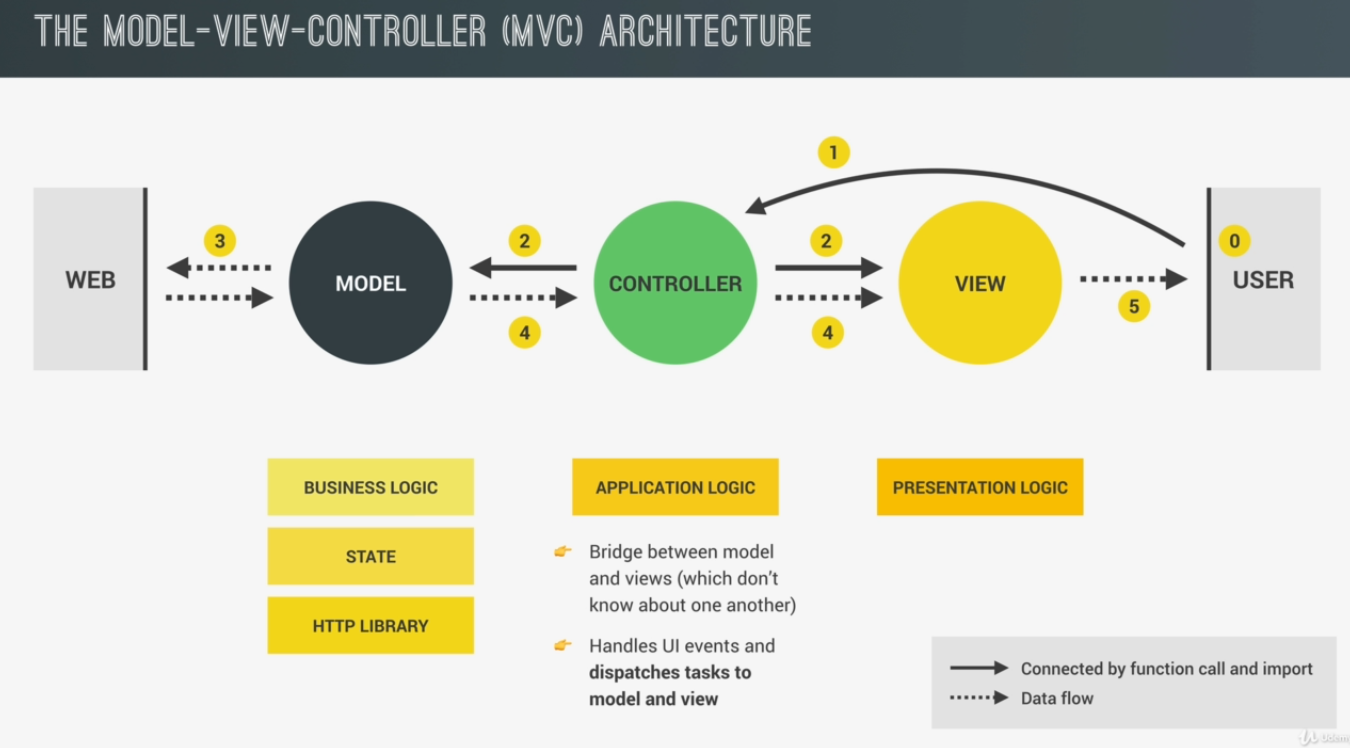 THE MODEL-VIEW-CONTROLLER (MVC) ARCHITECTURE
1
3
2
2
0
WEB
MODEL
CONTROLLER
VIEW
USER
4
4
5
BUSINESS LOGIC
APPLICATION LOGIC
PRESENTATION LOGIC
STATE
HTTP LIBRARY
Bridge between model
and views (which don't
know about one another)
Handles UI events and
dispatches tasks to
model and view
Connected by function call and import
Data flow